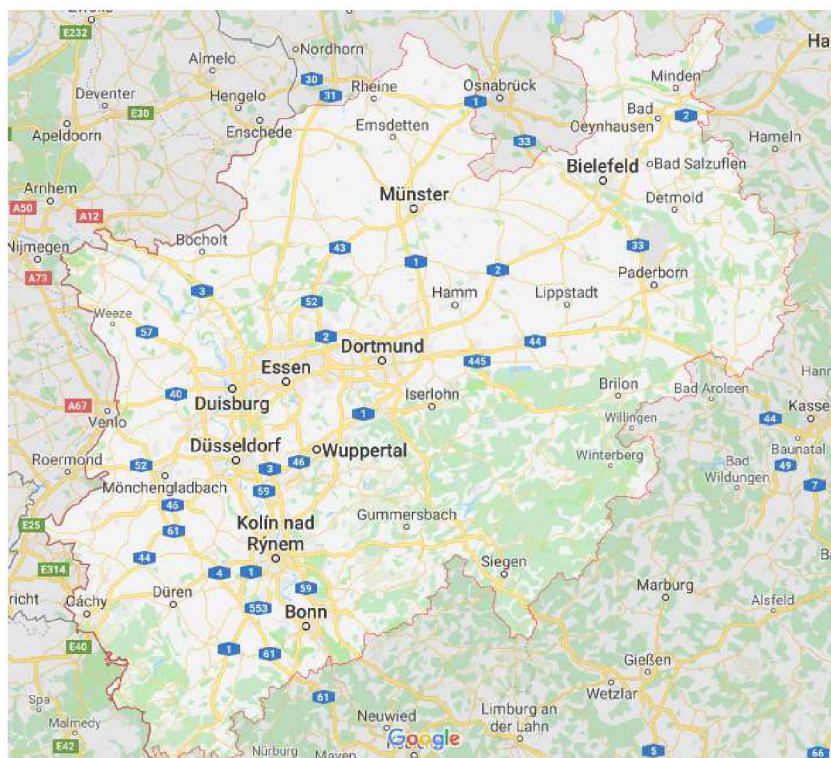 E232
Nordhorn
Almelo
Ha
Minden
30
Rheine
Osnabrück
Deventer
Hengelo
31
1
Bad
Oeynhausen
2
E30
Apeldoorn
Enschede
Emsdetten
33
Hameln
Bielefeld
Bad Salzuflen
Arnhem
Münster
Detmold
A50
A12
Nijmegen
Bocholt
43
33
A73
1
2
Paderborn
3
52
Hamm
Lippstadt
Weeze
57
2
Dortmund
44
445
Essen
Hann
40
Duisburg
Brilon
Bad Arolsen
A67
Venlo
1
Iserlohn
Willingen
44
Kasse
Düsseldorf
Wuppertal
Baunatal
Roermond
52
3
46
Winterberg
Bad
Wildungen
49
Mönchengladbach
59
7
46
Kolín nad
Rýnem
Gummersbach
E25
61
44
Siegen
E314
4
1
59
Marburg
richt
Cáchy
Düren
553
Alsfeld
Bonn
E40
1
61
Gießen
Wetzlar
Spa
61
Limburg an
der Lahn
Malmedy
Neuwied
Google
E42
Nürburg
Mayen
5
66